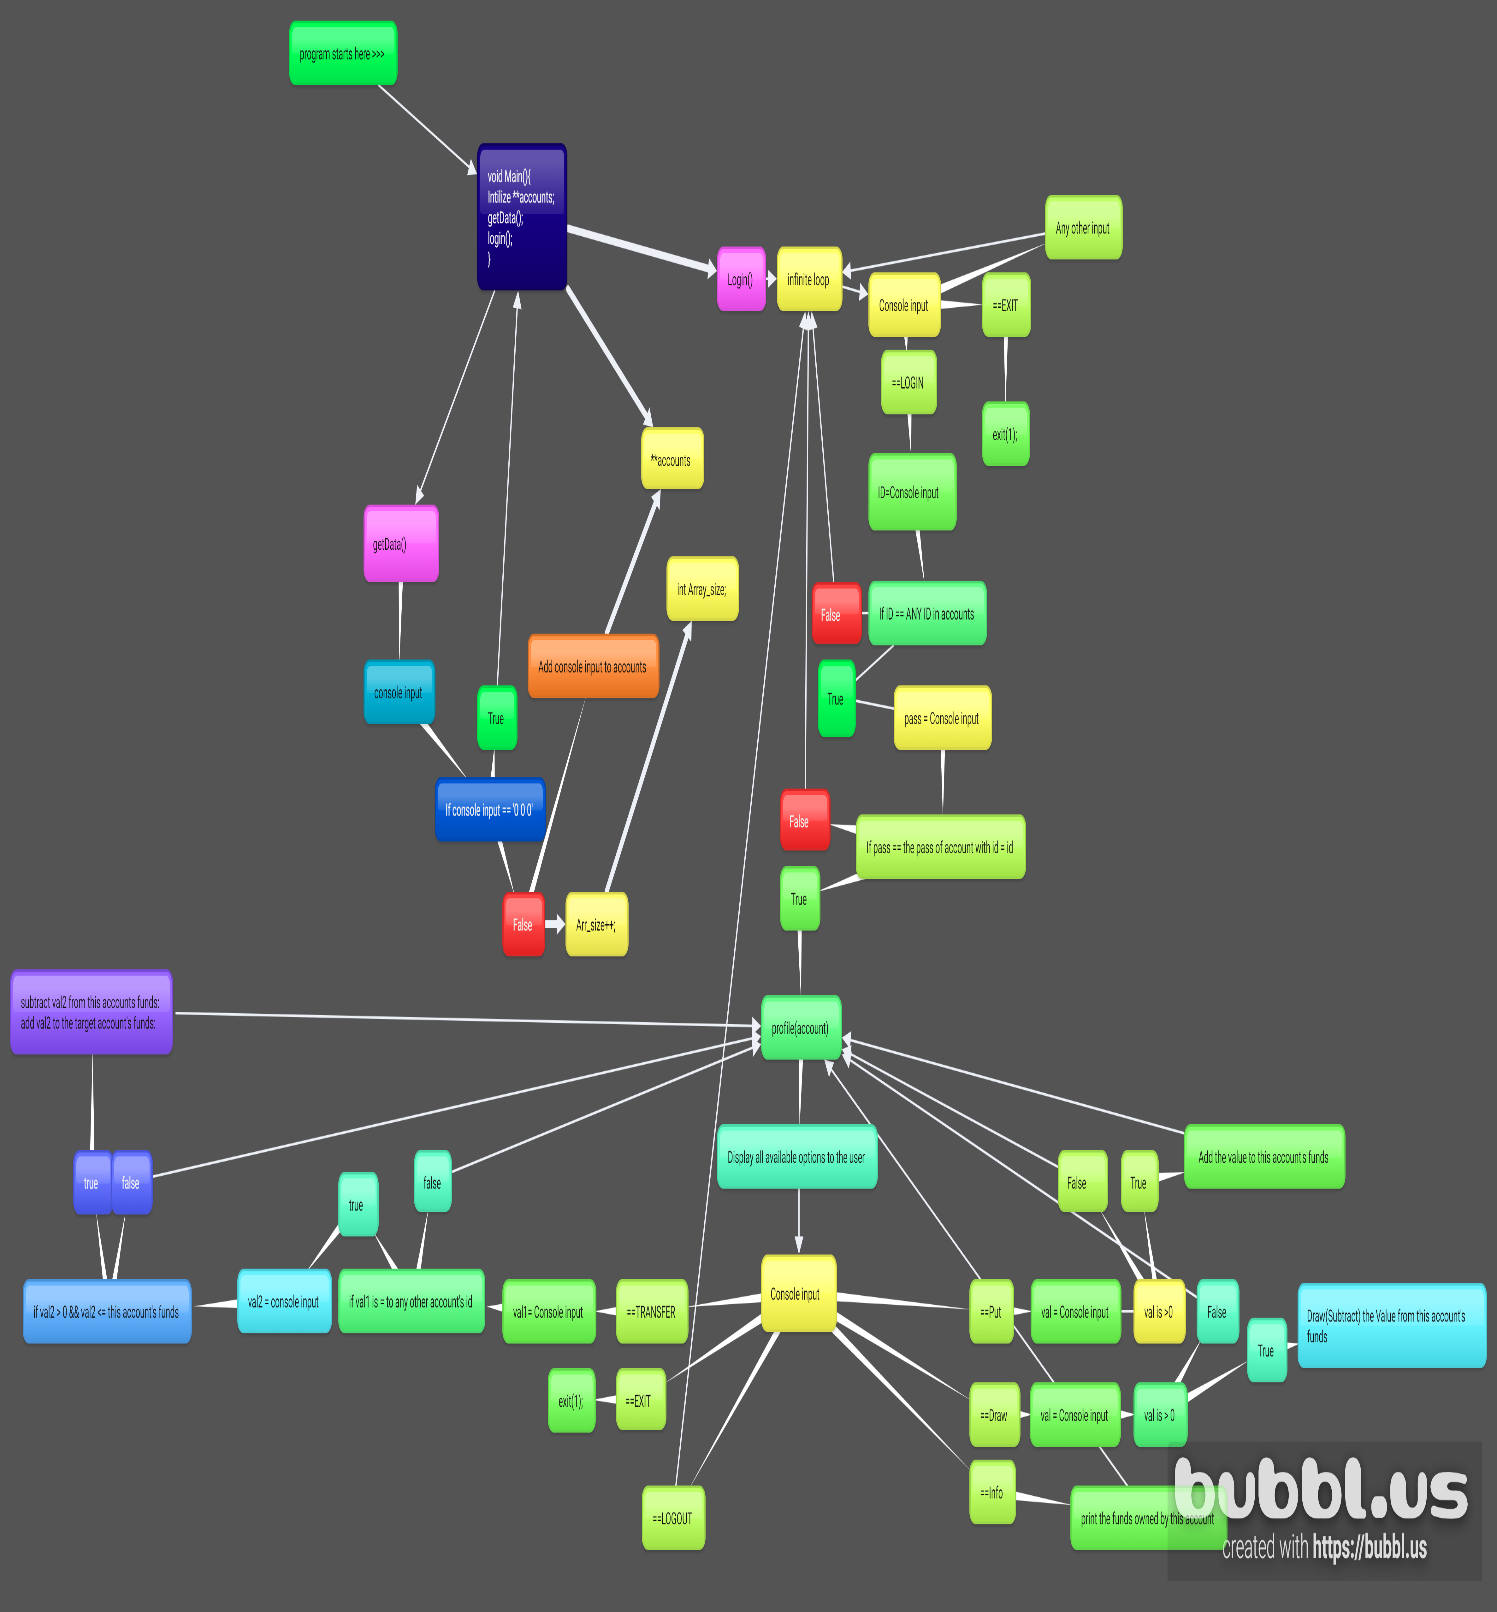 program starts here >>>
void Main(){
Intilize **accounts;
getData();
login();
}
Any other input
Login()
infinite loop
Console input
==EXIT
==LOGIN
exit(1);
**accounts
ID=Console input
getData()
int Array_size;
False
If ID == ANY ID in accounts
Add console input to accounts
console input
True
True
pass = Console input
If console input == '0 0 0'
False
If pass == the pass of account with id = id
True
False
Arr_size++;
subtract val2 from this accounts funds:
add val2 to the target account's funds:
profile(account)
Display all available options to the user
Add the value to this account's funds
true
false
true
false
False
True
if val2 > 0 && val2 <= this account's funds
val2 = console input
if val1 is = to any other account's id
val1= Console input
==TRANSFER
Console input
==Put
val = Console input
val is >0
False
True
Draw(Subtract) the Value from this account's
funds
exit(1);
==EXIT
==Draw
val = Console input
val is > 0
==LOGOUT
==Info
print the funds owned by this account
bubbl.us
created with https://bubbl.us